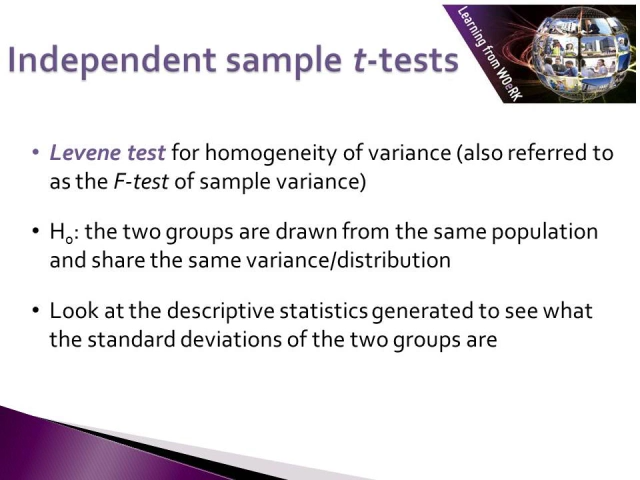 Independent sample t-tests
Learning from WOeRK
• Levene test for homogeneity of variance (also referred to
as the F-test of sample variance)
• H₀: the two groups are drawn from the same population
and share the same variance/distribution
• Look at the descriptive statistics generated to see what
the standard deviations of the two groups are